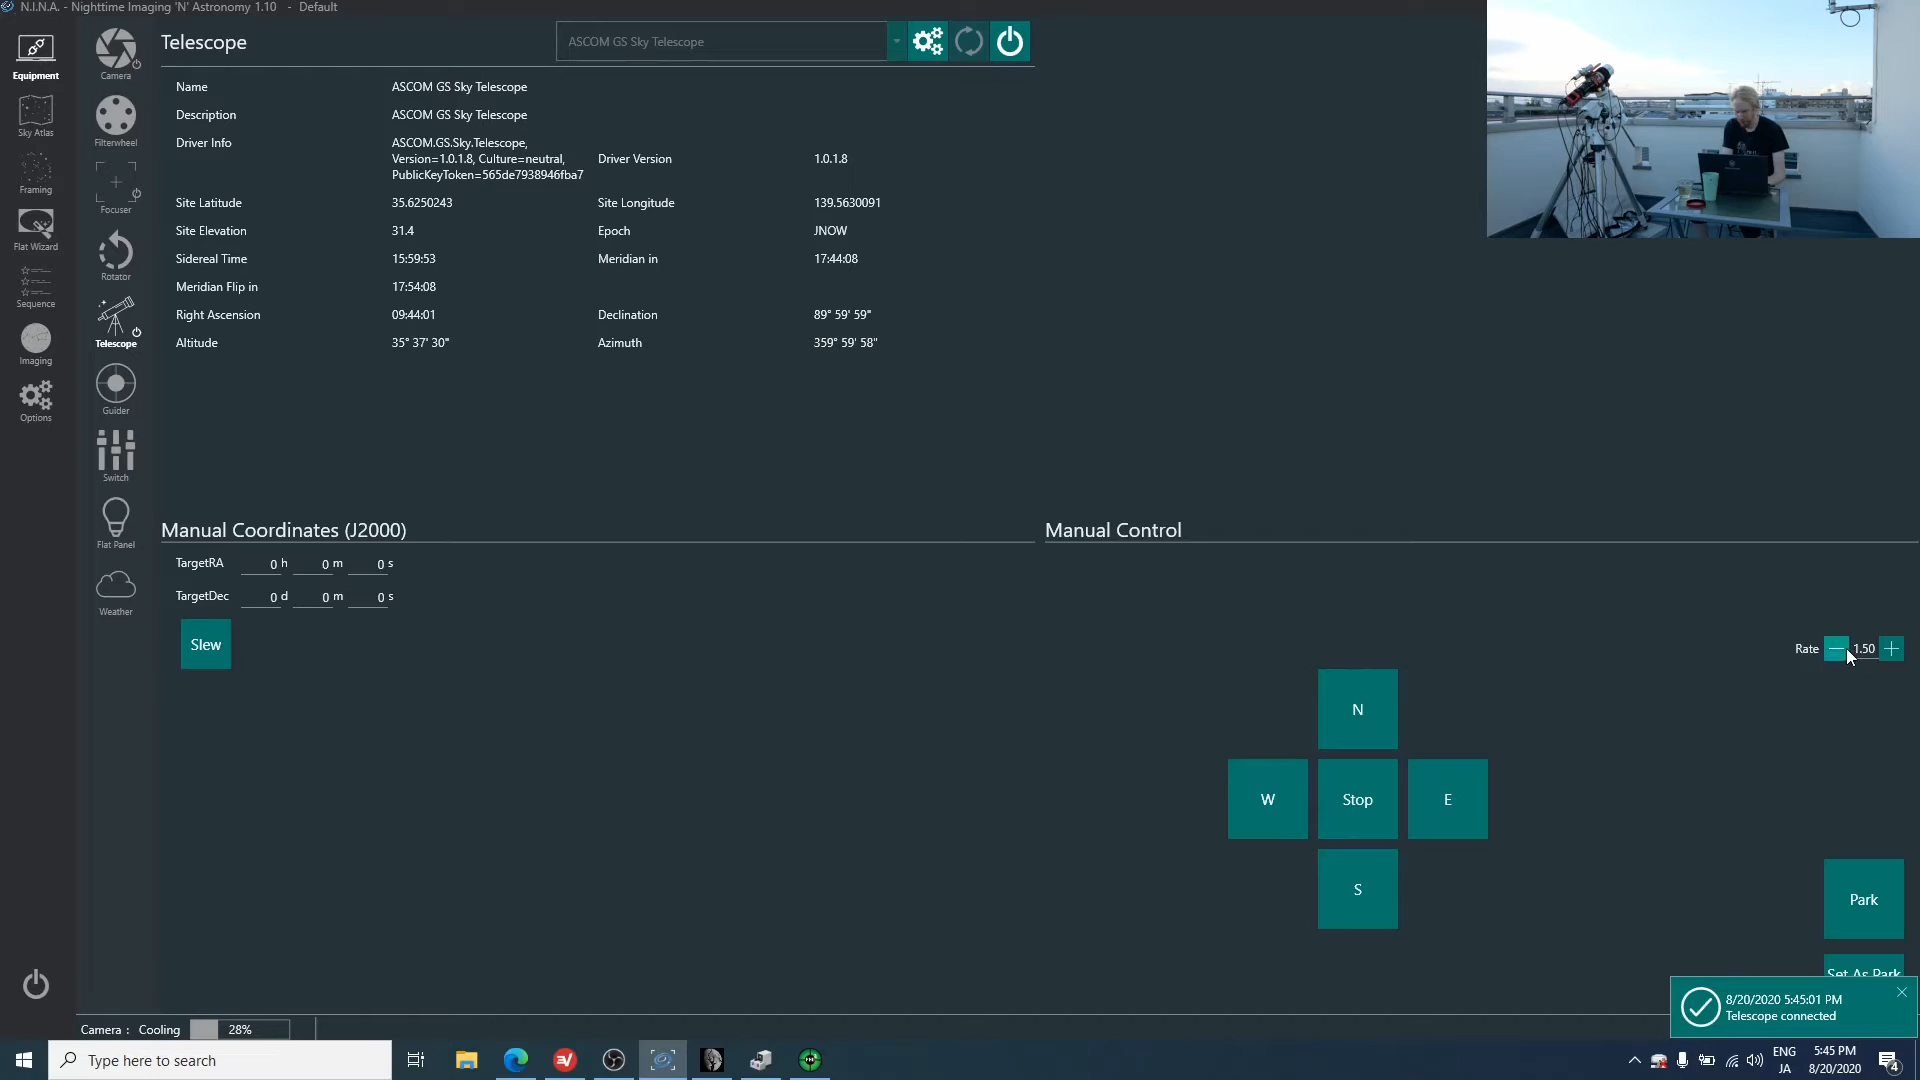 N.I.N.A. - Nighttime Imaging 'N' Astronomy 1.10 - Default
Equipment
Sky Atlas
Framing
Flat Wizard
Sequence
Imaging
Options
Camera
Filterwheel
Focuser
Rotator
Telescope
Guider
Switch
Flat Panel
Weather
Telescope
ASCOM GS Sky Telescope
Name ASCOM GS Sky Telescope
Description ASCOM GS Sky Telescope
Driver Info ASCOM.GS.Sky.Telescope,
Version=1.0.1.8, Culture=neutral,
PublicKeyToken=565de7938946fba7
Driver Version 1.0.1.8
Site Latitude 35.6250243 Site Longitude 139.5630091
Site Elevation 31.4 Epoch JNOW
Sidereal Time 15:59:53 Meridian in 17:44:08
Meridian Flip in 17:54:08
Right Ascension 09:44:01 Declination 89° 59' 59"
Altitude 35° 37' 30" Azimuth 359° 59' 58"
Manual Coordinates (J2000)
TargetRA 0 h 0 m 0 s
TargetDec 0 d 0 m 0 s
Slew
Manual Control
Rate 1.50
N
W Stop E
S
Park
Set As Park
8/20/2020 5:45:01 PM
Telescope connected
Camera : Cooling 28%
Type here to search
ENG
JA
5:45 PM
8/20/2020
4